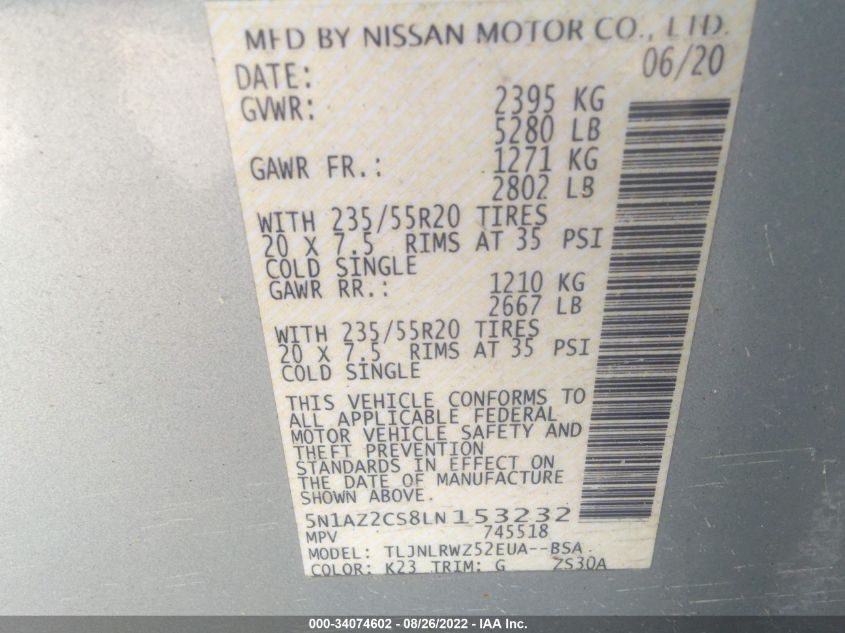 MFD BY NISSAN MOTOR CO., LTD.
DATE: 06/20
GVWR: 2395 KG
5280 LB
GAWR FR.: 1271 KG
2802 LB
WITH 235/55R20 TIRES
20 X 7.5 RIMS AT 35 PSI
COLD SINGLE
GAWR RR.: 1210 KG
2667 LB
WITH 235/55R20 TIRES
20 X 7.5 RIMS AT 35 PSI
COLD SINGLE
THIS VEHICLE CONFORMS TO
ALL APPLICABLE FEDERAL
MOTOR VEHICLE SAFETY AND
THEFT PREVENTION
STANDARDS IN EFFECT ON
THE DATE OF MANUFACTURE
SHOWN ABOVE.
5N1AZ2CS8LN153232
MPV 745518
MODEL: TLJNLRWZ52EUA--BSA
COLOR: K23 TRIM: G ZS30A
000-34074602 - 08/26/2022 - IAA Inc.